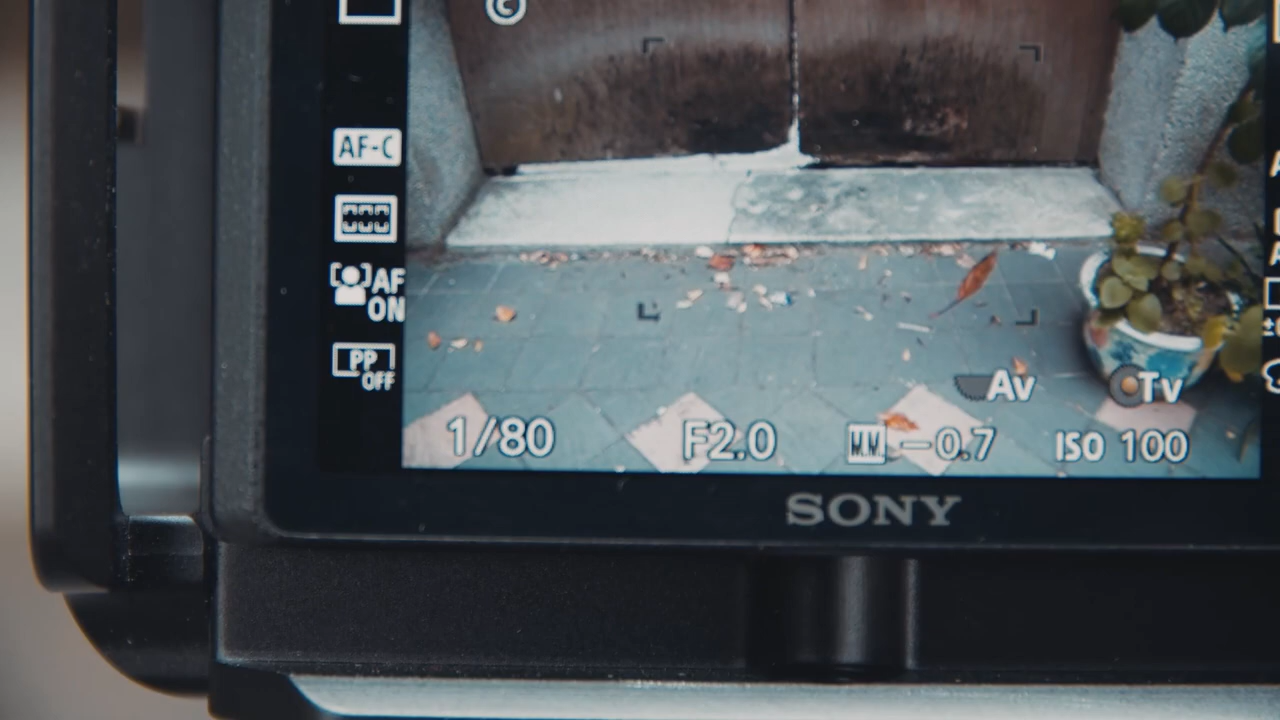 ©
AF-C
AF
ON
PP
OFF
Av Tv
1/80 F2.0 M.M. −0.7 ISO 100
SONY